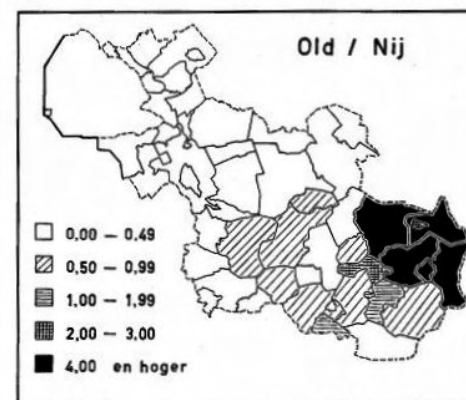 Old / Nij
0,00 – 0,49
0,50 – 0,99
1,00 – 1,99
2,00 – 3,00
4,00 en hoger